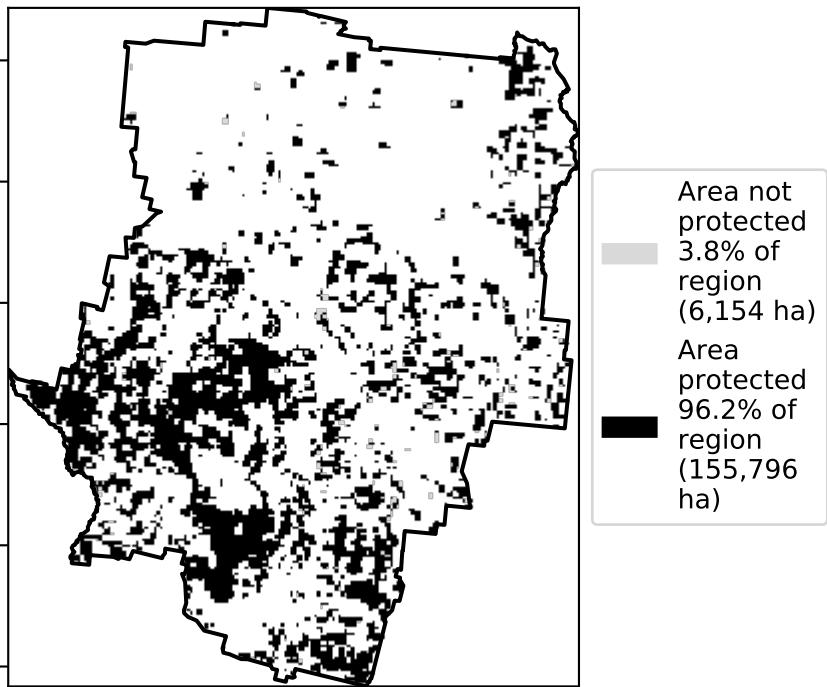 Area not
protected
3.8% of
region
(6,154 ha)
Area
protected
96.2% of
region
(155,796
ha)